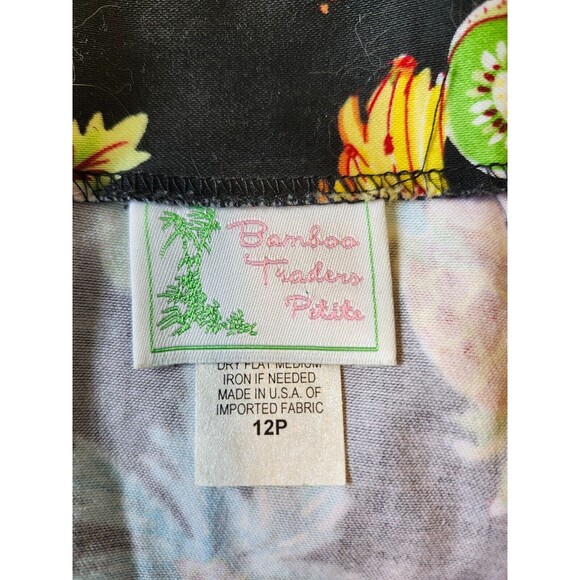 Bamboo
Traders
Petite
DRY FLAT MEDIUM
IRON IF NEEDED
MADE IN U.S.A. OF
IMPORTED FABRIC
12P